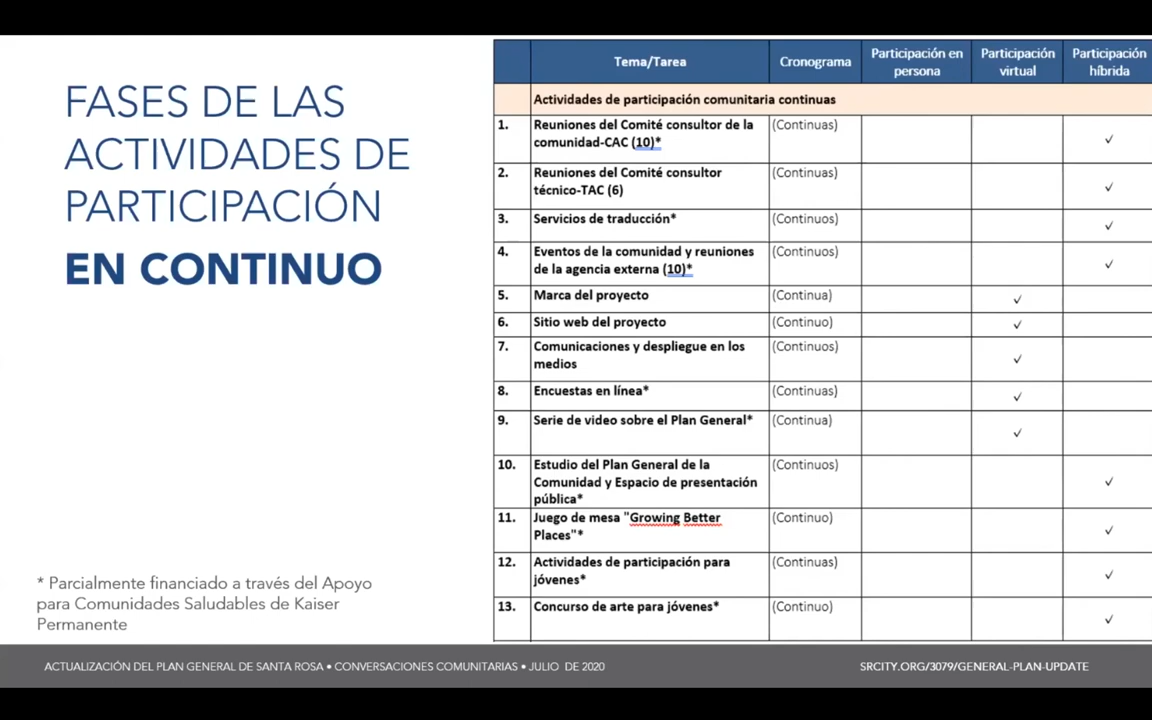 FASES DE LAS
ACTIVIDADES DE
PARTICIPACIÓN
EN CONTINUO
* Parcialmente financiado a través del Apoyo
para Comunidades Saludables de Kaiser
Permanente
Tema/Tarea Cronograma Participación en persona Participación virtual Participación híbrida
Actividades de participación comunitaria continuas
1. Reuniones del Comité consultor de la (Continuas)
comunidad-CAC (10)* ✓
2. Reuniones del Comité consultor (Continuas)
técnico-TAC (6) ✓
3. Servicios de traducción* (Continuos) ✓
4. Eventos de la comunidad y reuniones (Continuos)
de la agencia externa (10)* ✓
5. Marca del proyecto (Continua) ✓
6. Sitio web del proyecto (Continuo) ✓
7. Comunicaciones y despliegue en los (Continuos)
medios ✓
8. Encuestas en línea* (Continuas) ✓
9. Serie de video sobre el Plan General* (Continua) ✓
10. Estudio del Plan General de la (Continuos)
Comunidad y Espacio de presentación ✓
pública*
11. Juego de mesa "Growing Better (Continuo)
Places"* ✓
12. Actividades de participación para (Continuas)
jóvenes* ✓
13. Concurso de arte para jóvenes* (Continuo) ✓
ACTUALIZACIÓN DEL PLAN GENERAL DE SANTA ROSA • CONVERSACIONES COMUNITARIAS • JULIO DE 2020
SRCITY.ORG/3079/GENERAL-PLAN-UPDATE